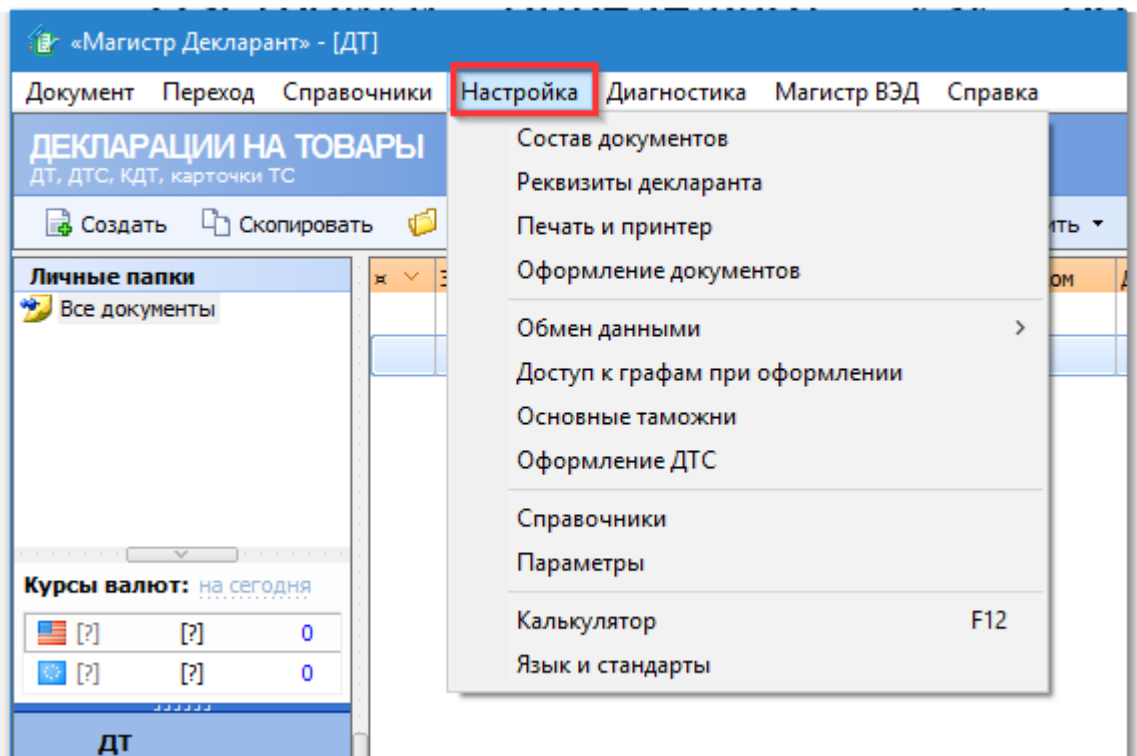 «Магистр Декларант» - [ДТ]
Документ Переход Справочники Настройка Диагностика Магистр ВЭД Справка
ДЕКЛАРАЦИИ НА ТОВАРЫ
ДТ, ДТС, КДТ, карточки ТС
Создать Скопировать
Личные папки
Все документы
Курсы валют: на сегодня
[?] [?] 0
[?] [?] 0
ДТ
Состав документов
Реквизиты декларанта
Печать и принтер
Оформление документов
Обмен данными
Доступ к графам при оформлении
Основные таможни
Оформление ДТС
Справочники
Параметры
Калькулятор F12
Язык и стандарты